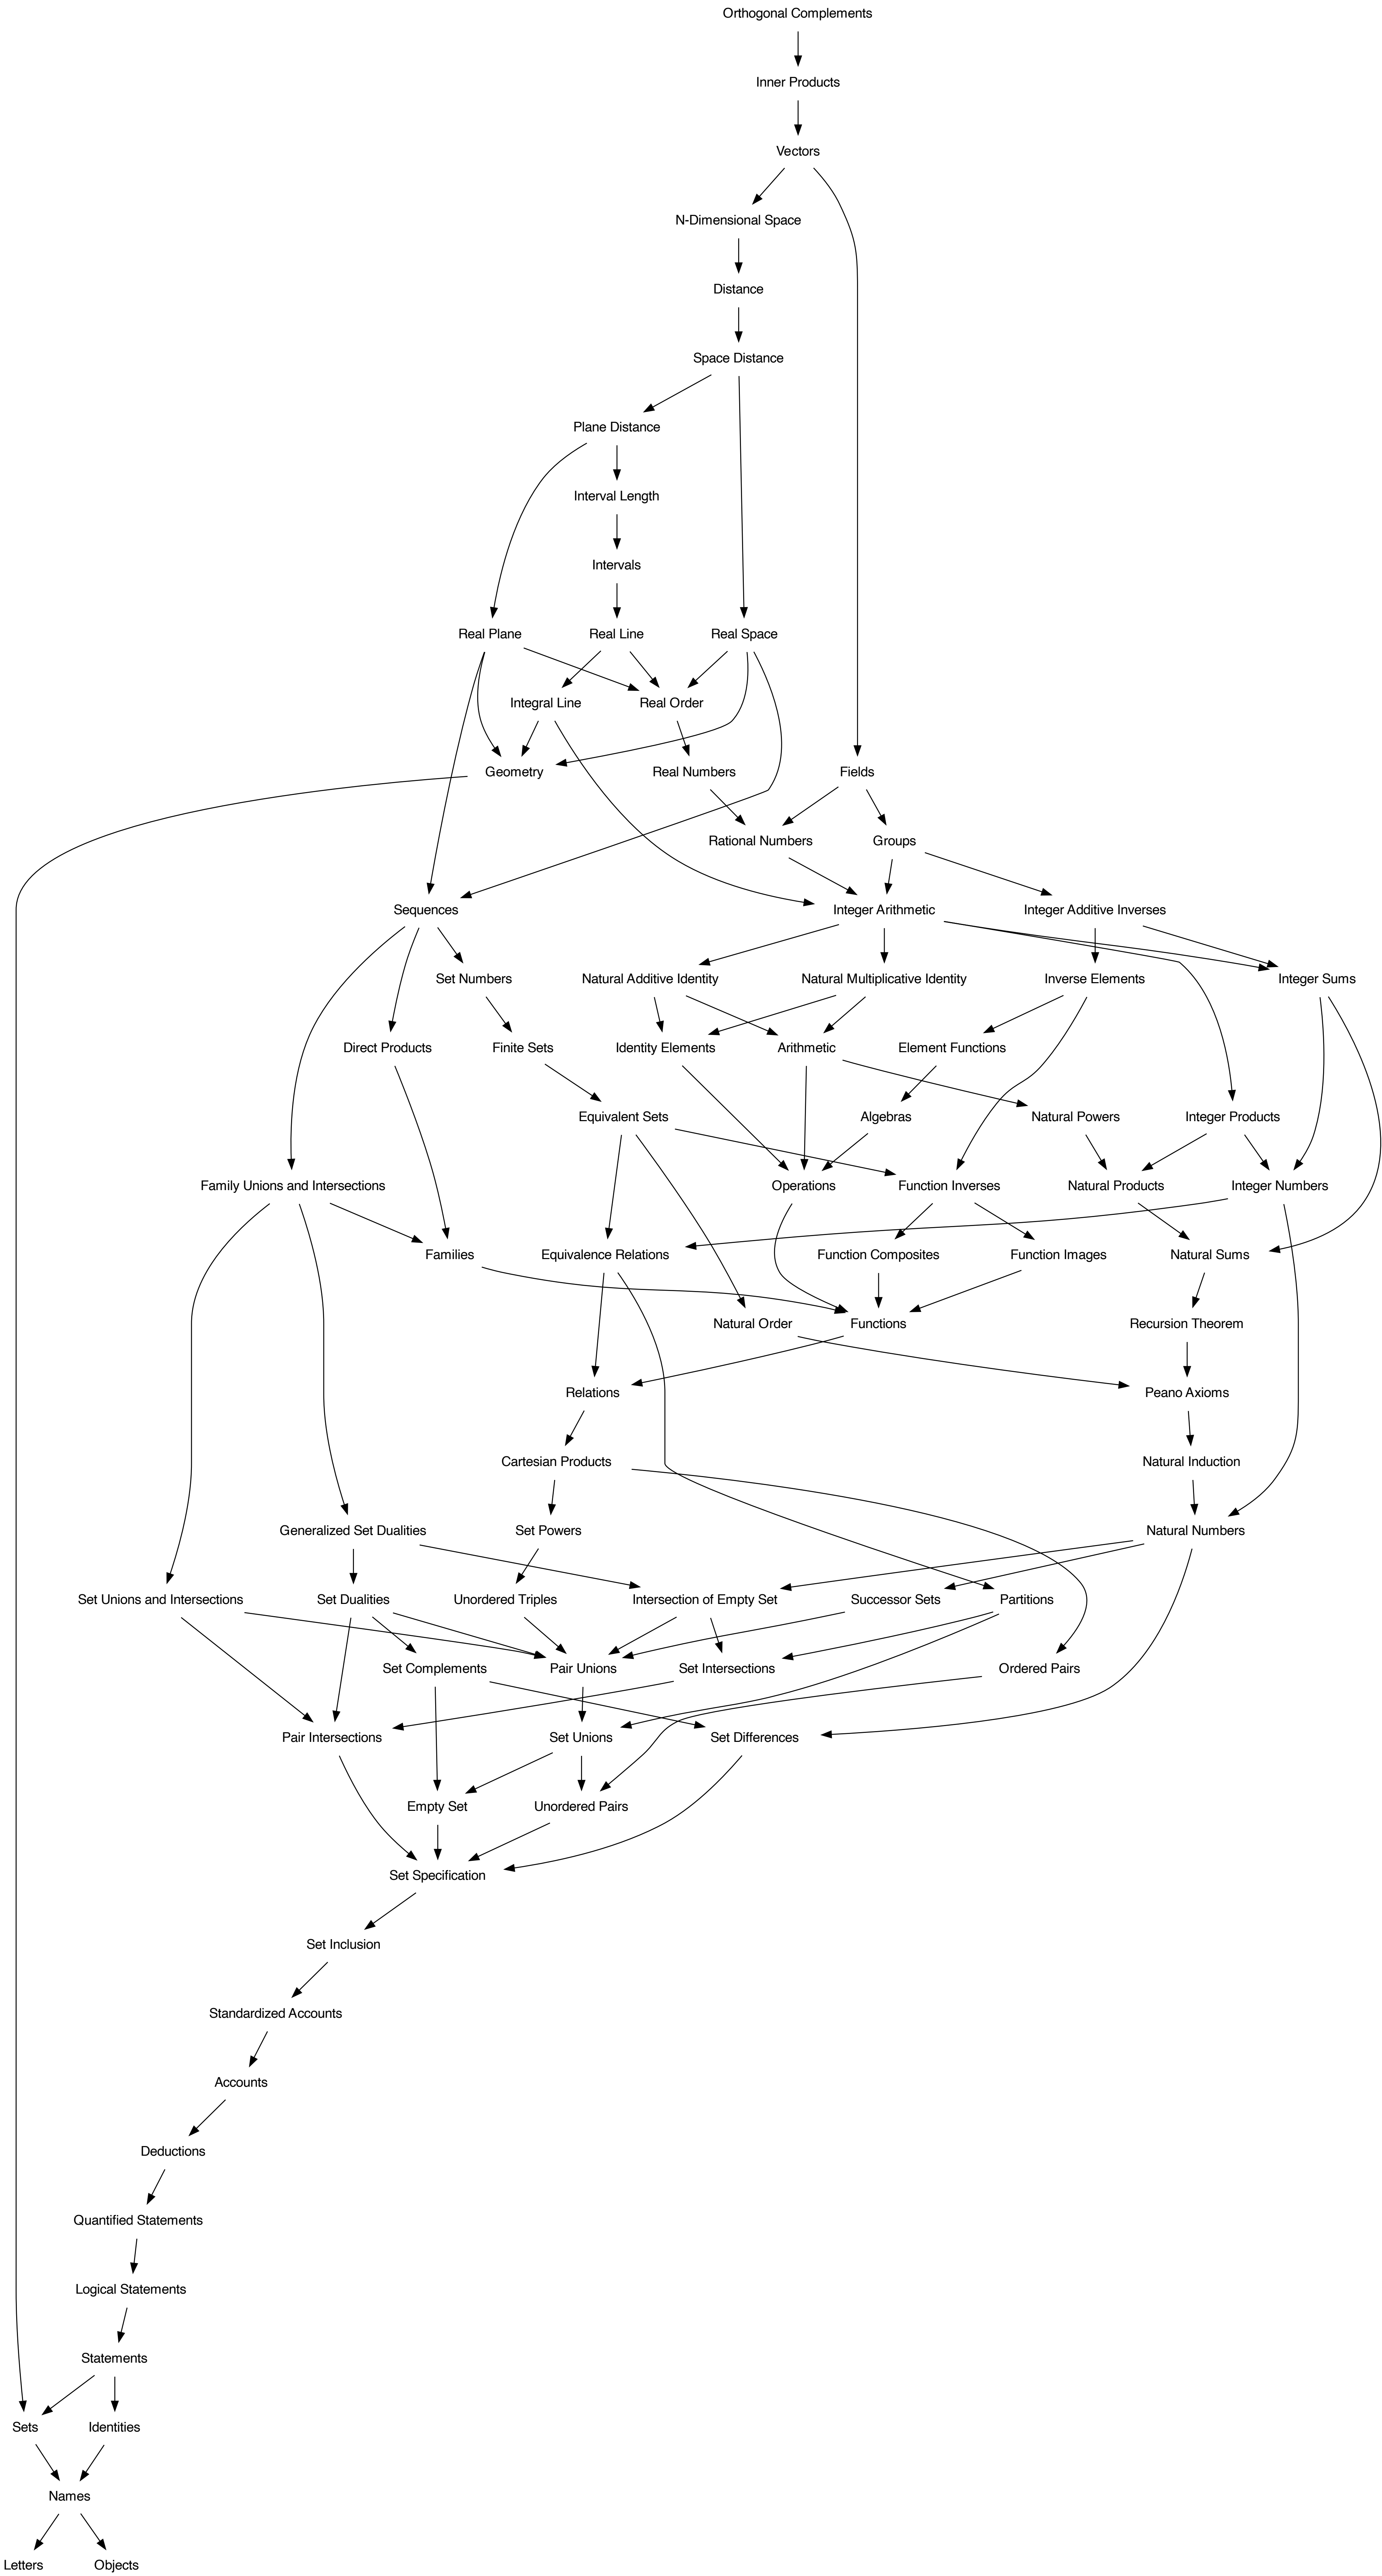 Orthogonal Complements
Inner Products
Vectors
N-Dimensional Space
Distance
Space Distance
Plane Distance
Interval Length
Intervals
Real Plane
Real Line
Real Space
Integral Line
Real Order
Geometry
Real Numbers
Fields
Rational Numbers
Groups
Sequences
Integer Arithmetic
Integer Additive Inverses
Set Numbers
Natural Additive Identity
Natural Multiplicative Identity
Inverse Elements
Integer Sums
Direct Products
Finite Sets
Identity Elements
Arithmetic
Element Functions
Equivalent Sets
Algebras
Natural Powers
Integer Products
Family Unions and Intersections
Operations
Function Inverses
Natural Products
Integer Numbers
Families
Equivalence Relations
Function Composites
Function Images
Natural Sums
Natural Order
Functions
Recursion Theorem
Relations
Peano Axioms
Cartesian Products
Natural Induction
Generalized Set Dualities
Set Powers
Natural Numbers
Set Unions and Intersections
Set Dualities
Unordered Triples
Intersection of Empty Set
Successor Sets
Partitions
Set Complements
Pair Unions
Set Intersections
Ordered Pairs
Pair Intersections
Set Unions
Set Differences
Empty Set
Unordered Pairs
Set Specification
Set Inclusion
Standardized Accounts
Accounts
Deductions
Quantified Statements
Logical Statements
Statements
Sets
Identities
Names
Letters
Objects